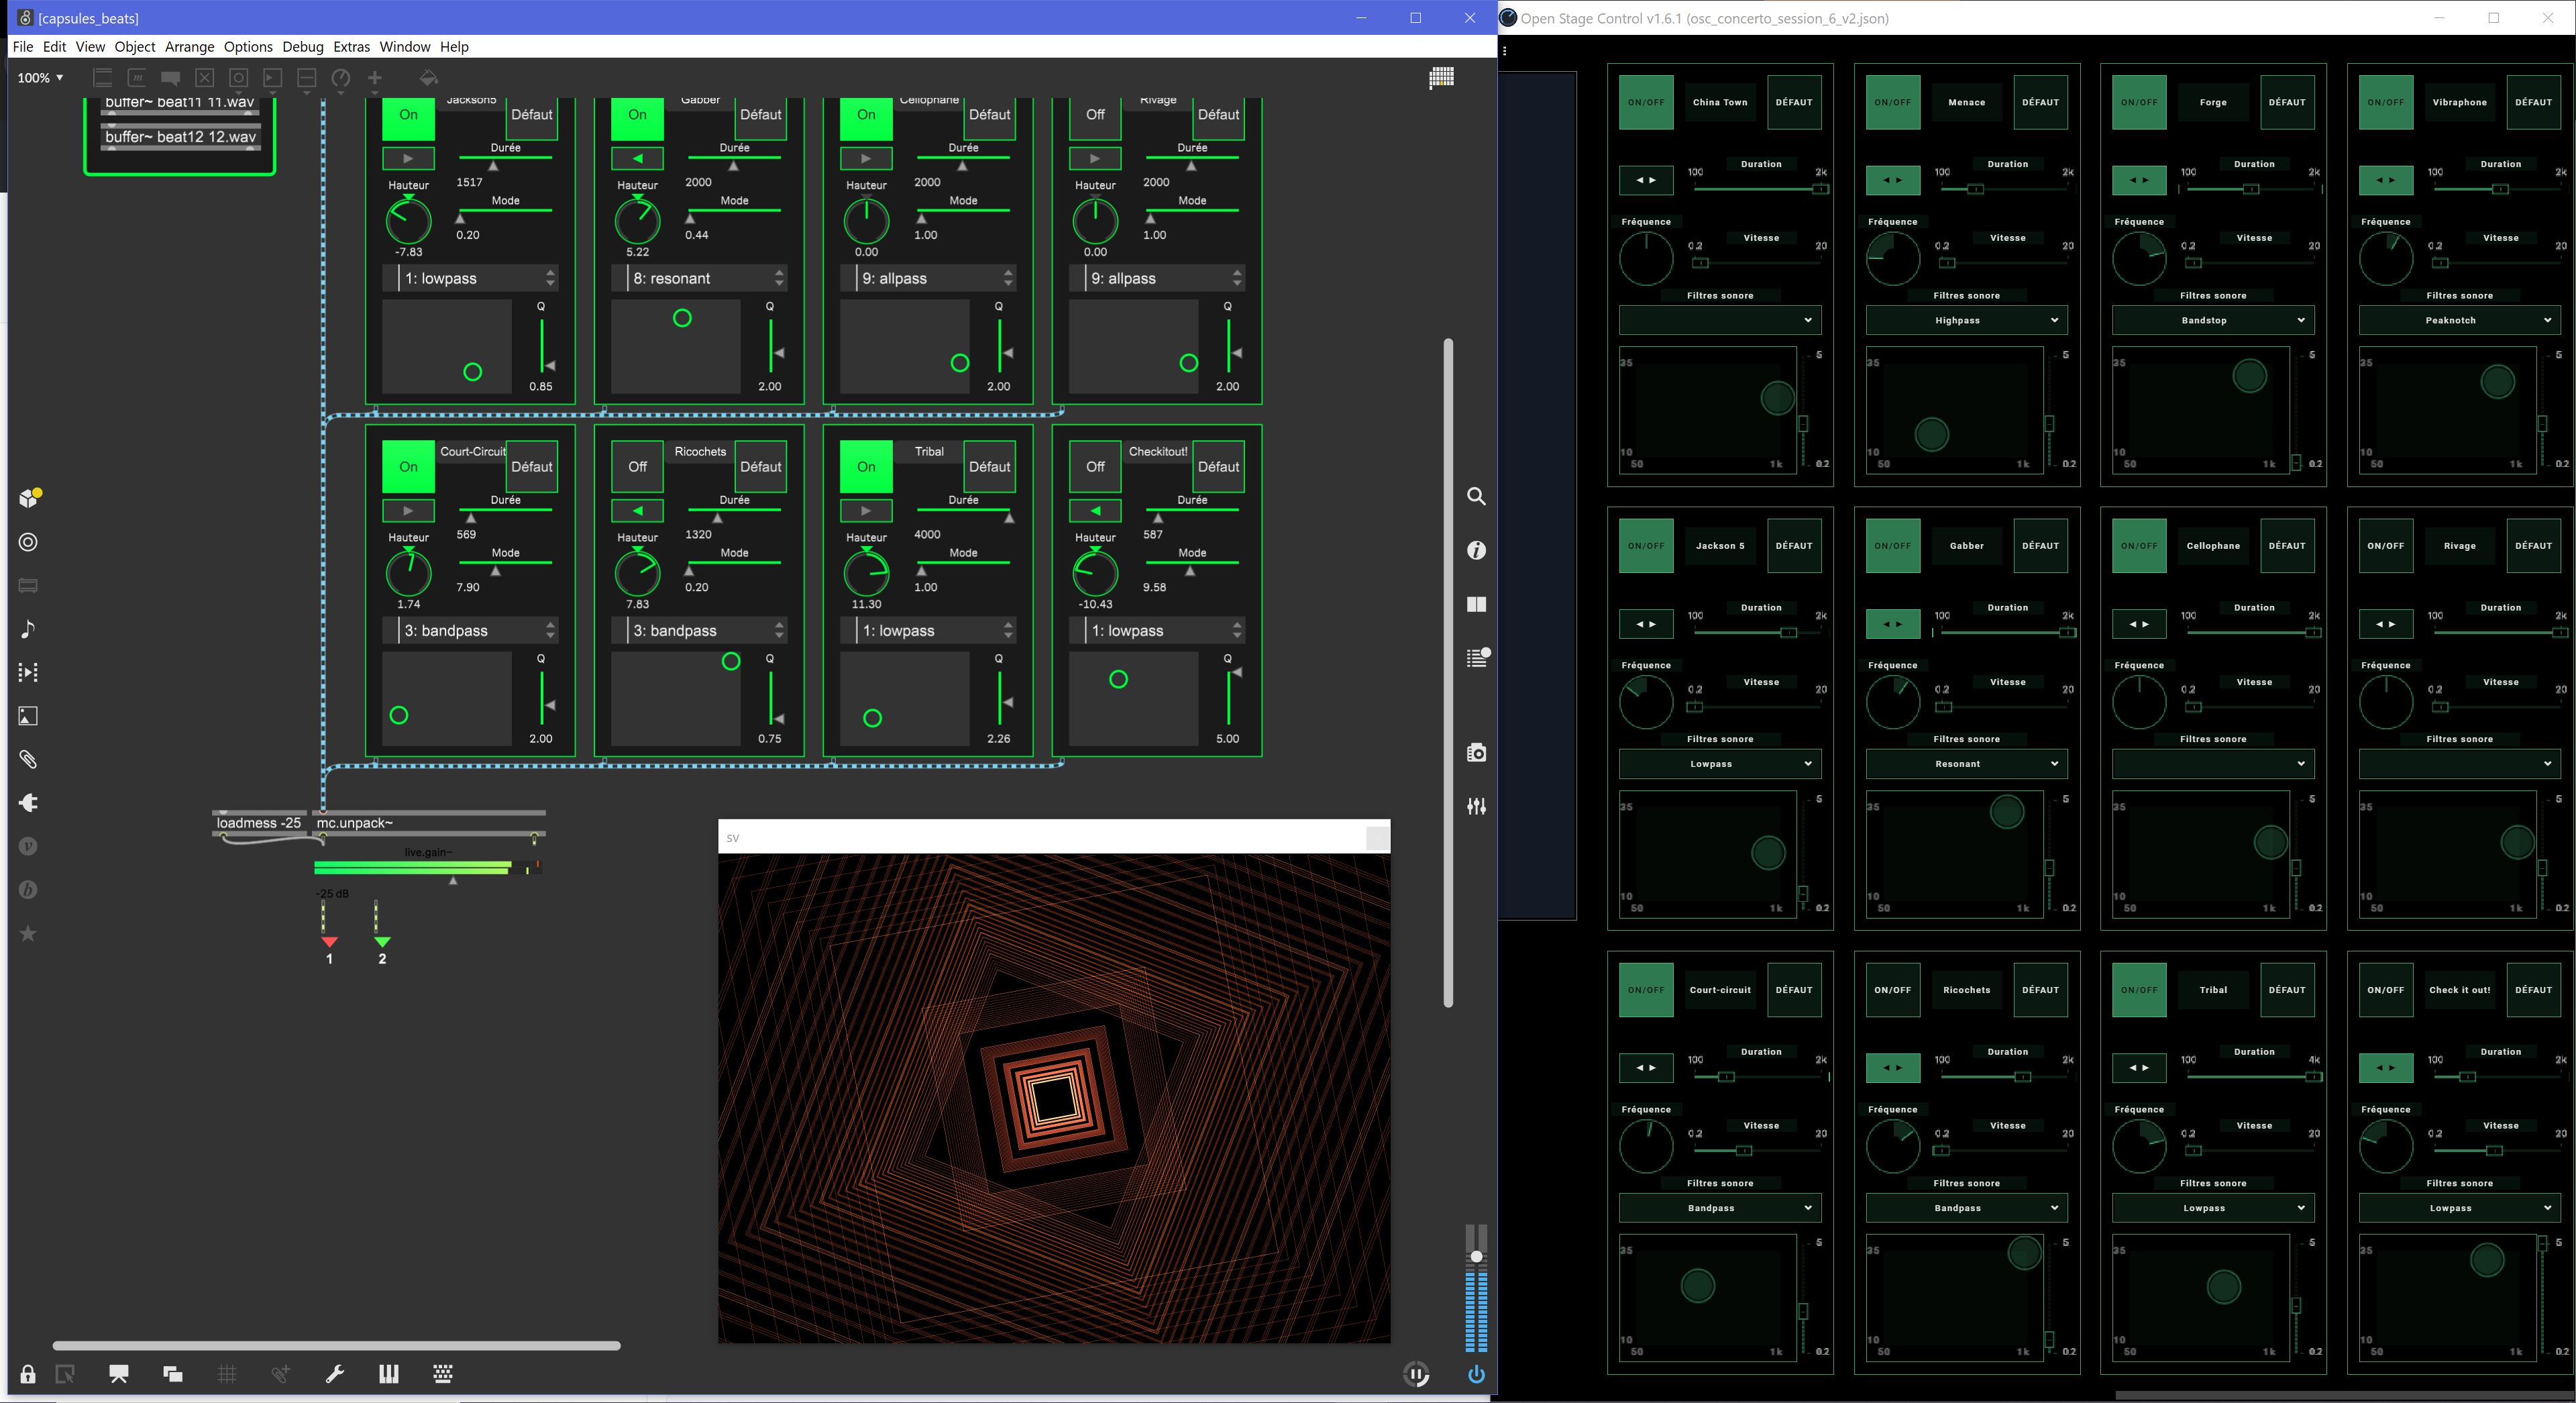 [capsules_beats]
File Edit View Object Arrange Options Debug Extras Window Help
100%
buffer~ beat11 11.wav
buffer~ beat12 12.wav
On Jackson5 Défaut
Durée
1517
Hauteur Mode
0.20
-7.83
1: lowpass
Q
0.85
On Gabber Défaut
Durée
2000
Hauteur Mode
0.44
5.22
8: resonant
Q
2.00
On Cellophane Défaut
Durée
2000
Hauteur Mode
1.00
0.00
9: allpass
Q
2.00
Off Rivage Défaut
Durée
2000
Hauteur Mode
1.00
0.00
9: allpass
Q
2.00
On Court-Circuit Défaut
Durée
569
Hauteur Mode
7.90
1.74
3: bandpass
Q
2.00
Off Ricochets Défaut
Durée
1320
Hauteur Mode
0.20
7.83
3: bandpass
Q
0.75
On Tribal Défaut
Durée
4000
Hauteur Mode
1.00
11.30
1: lowpass
Q
2.26
Off Checkitout! Défaut
Durée
587
Hauteur Mode
9.58
-10.43
1: lowpass
Q
5.00
loadmess -25 mc.unpack~
live.gain~
-25 dB
1 2
sv
Open Stage Control v1.6.1 (osc_concerto_session_6_v2.json)
ON/OFF China Town DÉFAUT
Duration
100 2k
Fréquence
Vitesse
0.2 20
Filtres sonore
35 5
10
50 1k 0.2
ON/OFF Menace DÉFAUT
Duration
100 2k
Fréquence
Vitesse
0.2 20
Filtres sonore
Highpass
35 5
10
50 1k 0.2
ON/OFF Forge DÉFAUT
Duration
100 2k
Fréquence
Vitesse
0.2 20
Filtres sonore
Bandstop
35 5
10
50 1k 0.2
ON/OFF Vibraphone DÉFAUT
Duration
100 2k
Fréquence
Vitesse
0.2 20
Filtres sonore
Peaknotch
35 5
10
50 1k 0.2
ON/OFF Jackson 5 DÉFAUT
Duration
100 2k
Fréquence
Vitesse
0.2 20
Filtres sonore
Lowpass
35 5
10
50 1k 0.2
ON/OFF Gabber DÉFAUT
Duration
100 2k
Fréquence
Vitesse
0.2 20
Filtres sonore
Resonant
35 5
10
50 1k 0.2
ON/OFF Cellophane DÉFAUT
Duration
100 2k
Fréquence
Vitesse
0.2 20
Filtres sonore
35 5
10
50 1k 0.2
ON/OFF Rivage DÉFAUT
Duration
100 2k
Fréquence
Vitesse
0.2 20
Filtres sonore
35 5
10
50 1k 0.2
ON/OFF Court-circuit DÉFAUT
Duration
100 2k
Fréquence
Vitesse
0.2 20
Filtres sonore
Bandpass
35 5
10
50 1k 0.2
ON/OFF Ricochets DÉFAUT
Duration
100 2k
Fréquence
Vitesse
0.2 20
Filtres sonore
Bandpass
35 5
10
50 1k 0.2
ON/OFF Tribal DÉFAUT
Duration
100 4k
Fréquence
Vitesse
0.2 20
Filtres sonore
Lowpass
35 5
10
50 1k 0.2
ON/OFF Check it out! DÉFAUT
Duration
100 2k
Fréquence
Vitesse
0.2 20
Filtres sonore
Lowpass
35 5
10
50 1k 0.2